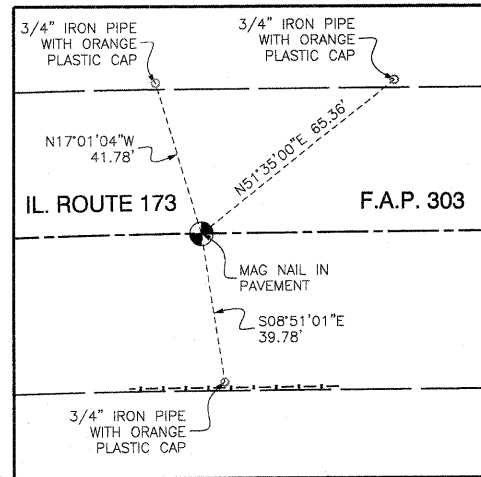 3/4" IRON PIPE
WITH ORANGE
PLASTIC CAP
3/4" IRON PIPE
WITH ORANGE
PLASTIC CAP
N17°01'04"W
41.78'
N51°35'00"E 65.36'
IL. ROUTE 173
F.A.P. 303
MAG NAIL IN
PAVEMENT
S08°51'01"E
39.78'
3/4" IRON PIPE
WITH ORANGE
PLASTIC CAP